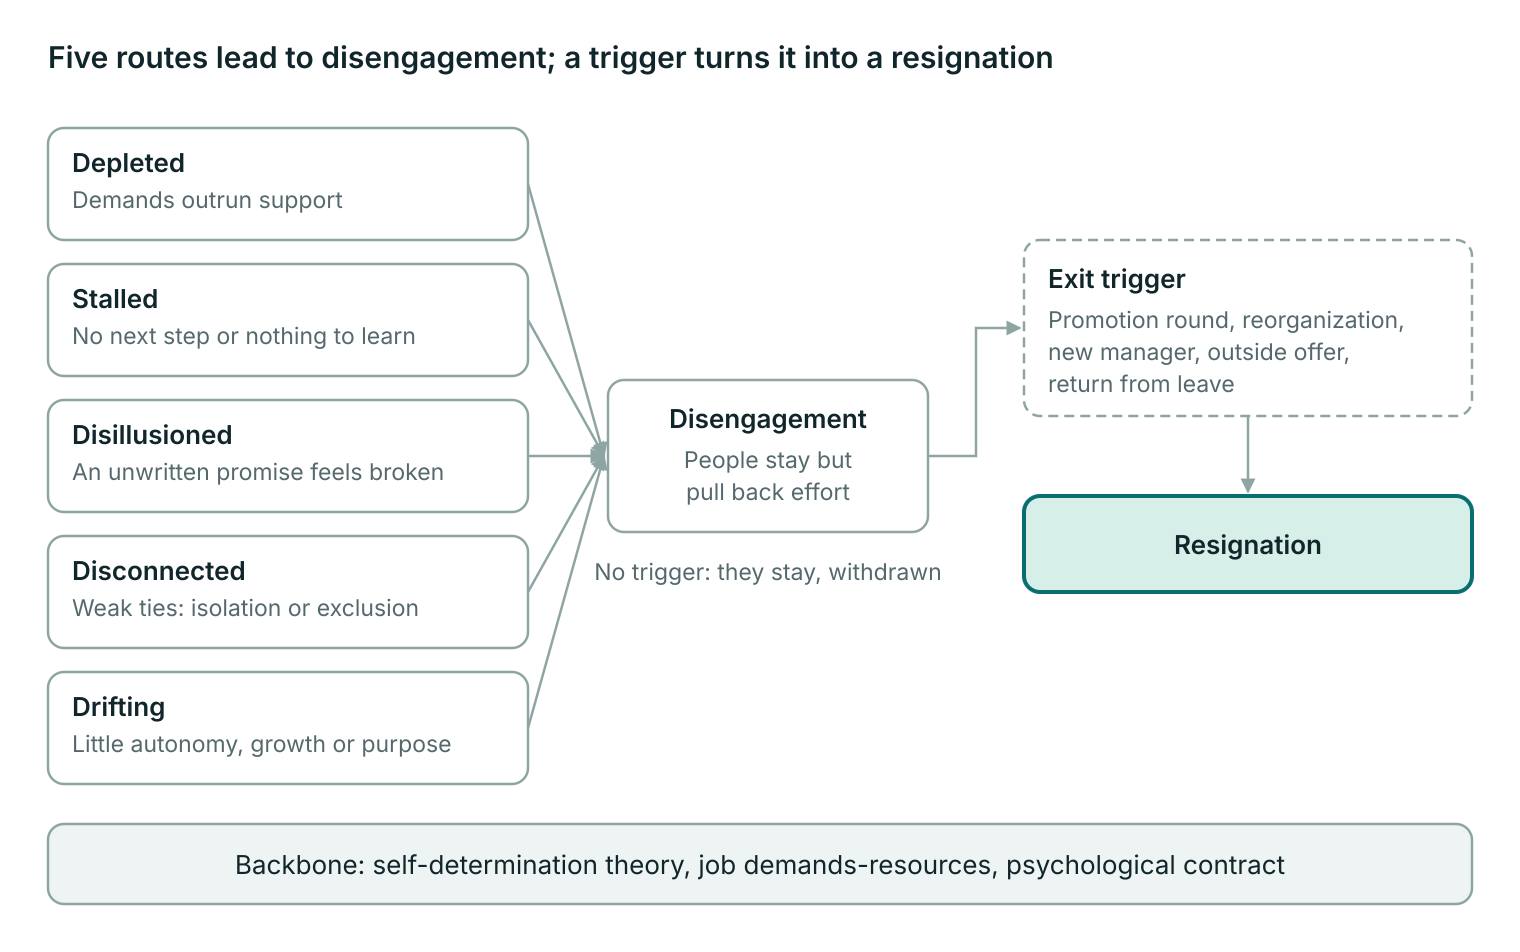 Five routes lead to disengagement; a trigger turns it into a resignation
Depleted
Demands outrun support
Stalled
No next step or nothing to learn
Disillusioned
An unwritten promise feels broken
Disconnected
Weak ties: isolation or exclusion
Drifting
Little autonomy, growth or purpose
Disengagement
People stay but
pull back effort
No trigger: they stay, withdrawn
Exit trigger
Promotion round, reorganization,
new manager, outside offer,
return from leave
Resignation
Backbone: self-determination theory, job demands-resources, psychological contract